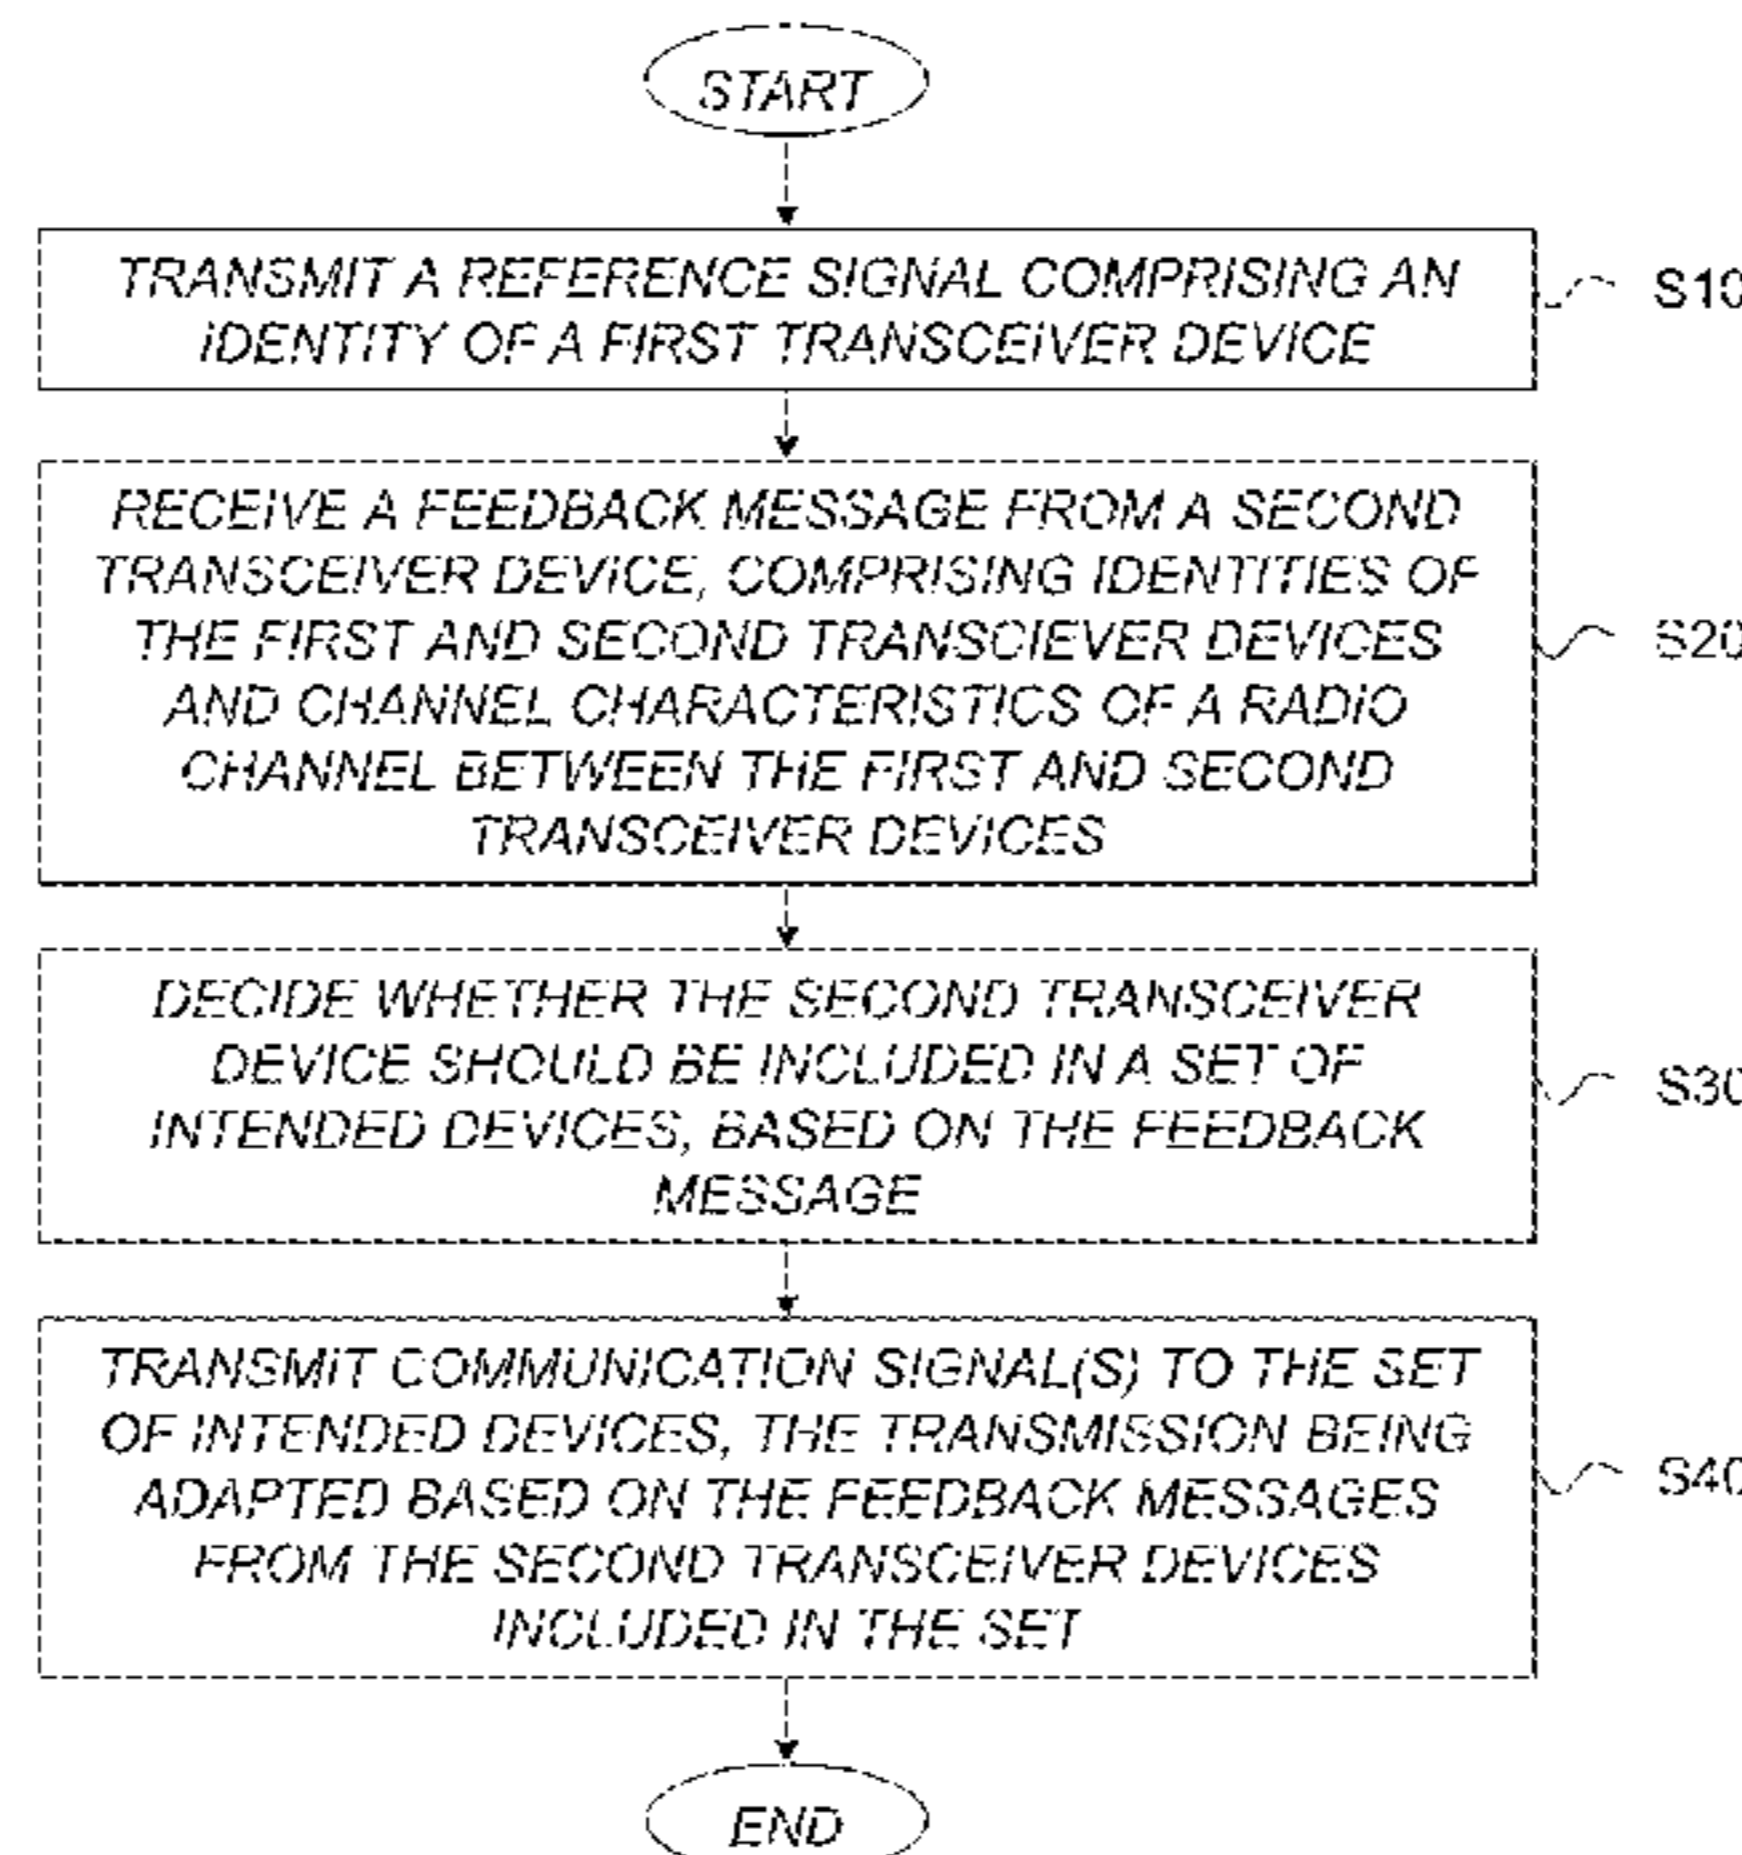 START
TRANSMIT A REFERENCE SIGNAL COMPRISING AN
IDENTITY OF A FIRST TRANSCEIVER DEVICE
S10
RECEIVE A FEEDBACK MESSAGE FROM A SECOND
TRANSCEIVER DEVICE, COMPRISING IDENTITIES OF
THE FIRST AND SECOND TRANSCIEVER DEVICES
AND CHANNEL CHARACTERISTICS OF A RADIO
CHANNEL BETWEEN THE FIRST AND SECOND
TRANSCEIVER DEVICES
S20
DECIDE WHETHER THE SECOND TRANSCEIVER
DEVICE SHOULD BE INCLUDED IN A SET OF
INTENDED DEVICES, BASED ON THE FEEDBACK
MESSAGE
S30
TRANSMIT COMMUNICATION SIGNAL(S) TO THE SET
OF INTENDED DEVICES, THE TRANSMISSION BEING
ADAPTED BASED ON THE FEEDBACK MESSAGES
FROM THE SECOND TRANSCEIVER DEVICES
INCLUDED IN THE SET
S40
END